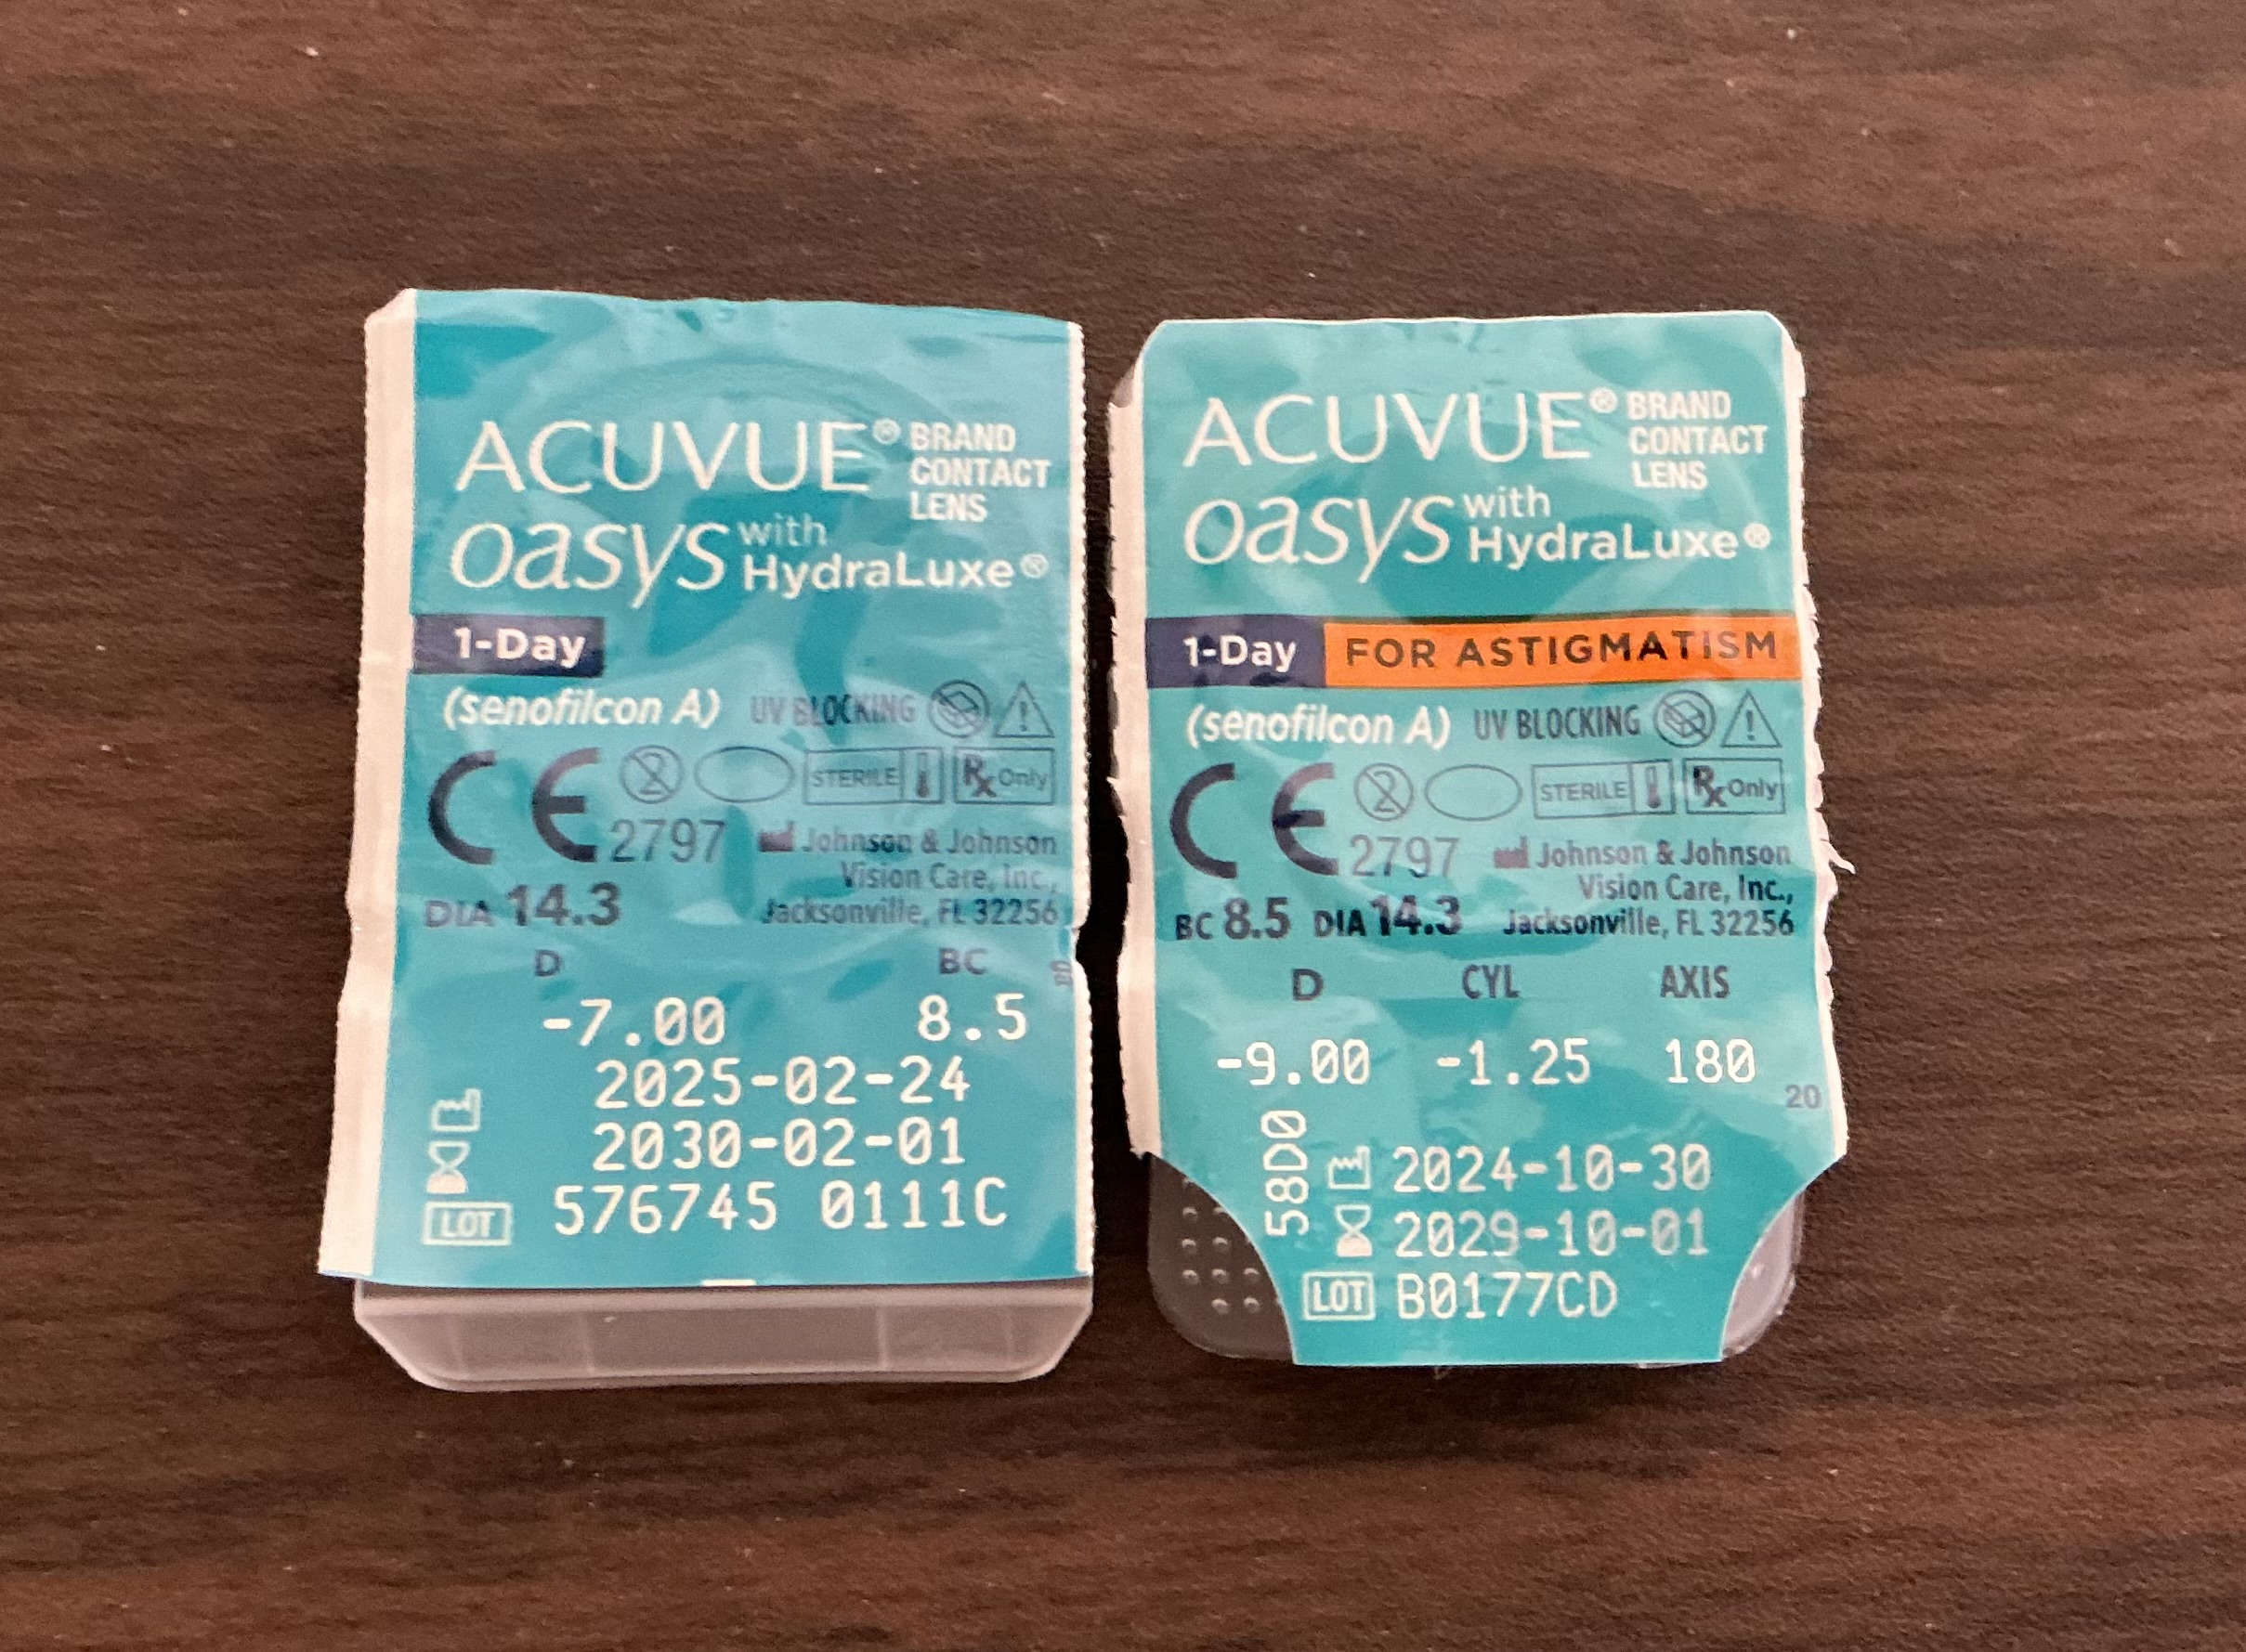 ACUVUE® BRAND
CONTACT
LENS
oasys with
HydraLuxe®
1-Day
(senofilcon A) UV BLOCKING
CE 2797 STERILE Rx Only
Johnson & Johnson
Vision Care, Inc.,
DIA 14.3 Jacksonville, FL 32256
D BC
-7.00 8.5
2025-02-24
2030-02-01
LOT 576745 0111C
ACUVUE® BRAND
CONTACT
LENS
oasys with
HydraLuxe®
1-Day FOR ASTIGMATISM
(senofilcon A) UV BLOCKING
CE 2797 STERILE Rx Only
Johnson & Johnson
Vision Care, Inc.,
BC 8.5 DIA 14.3 Jacksonville, FL 32256
D CYL AXIS
-9.00 -1.25 180
20
58D0
2024-10-30
2029-10-01
LOT B0177CD